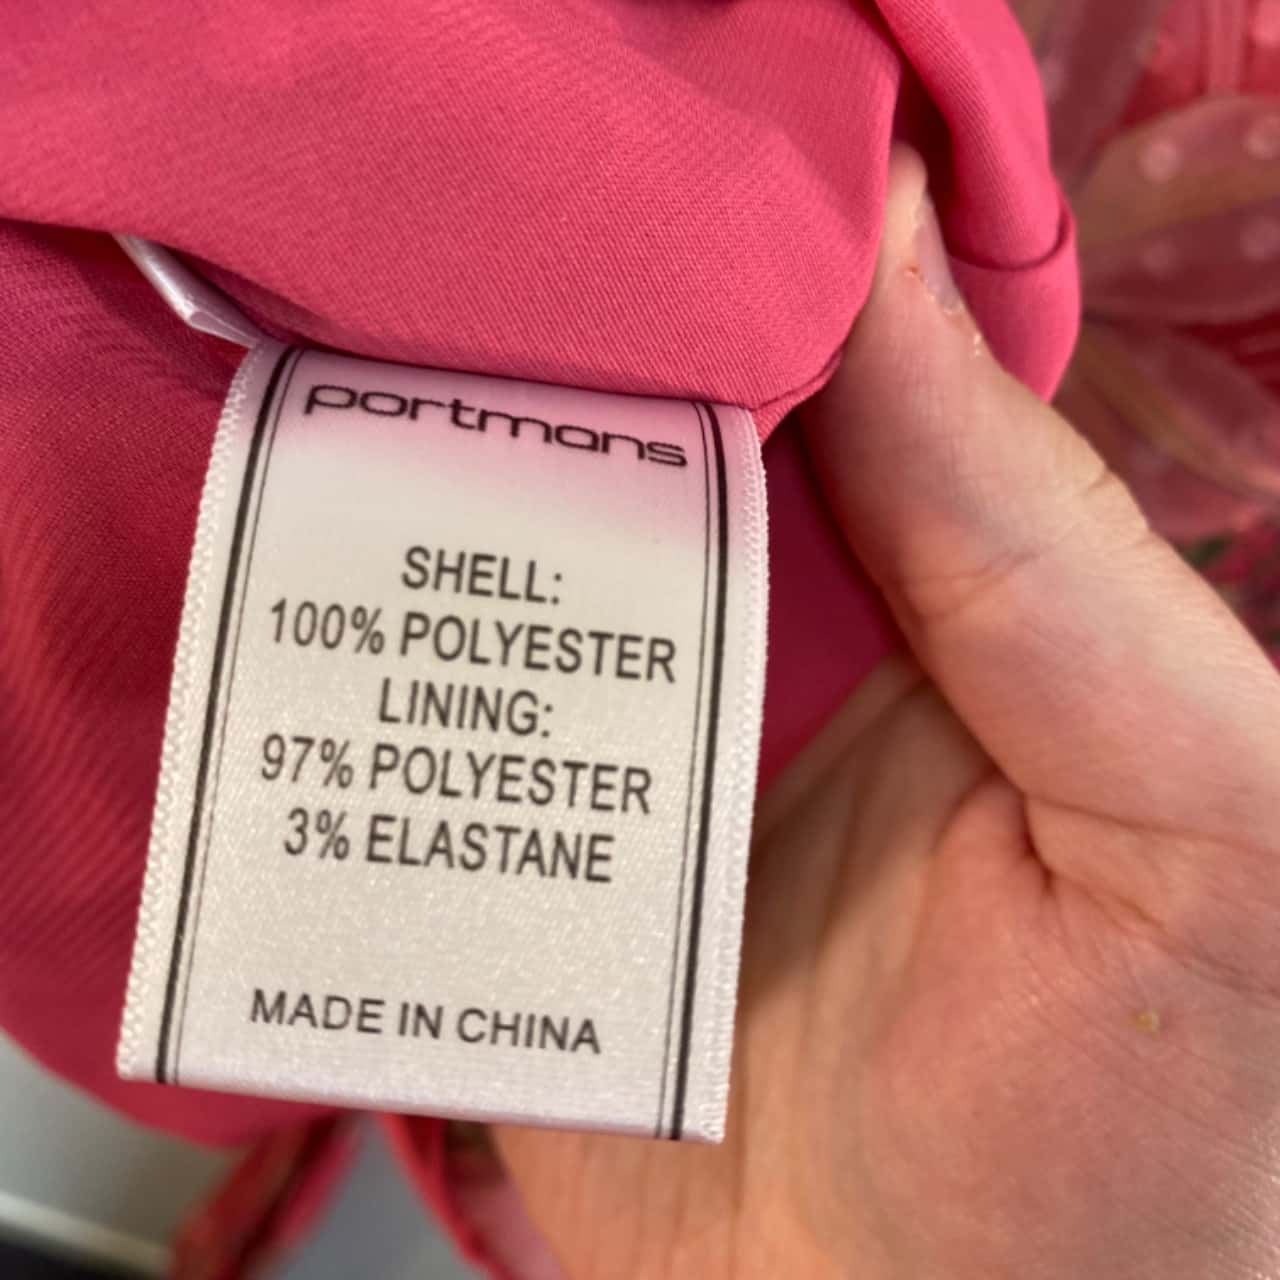 portmans
SHELL:
100% POLYESTER
LINING:
97% POLYESTER
3% ELASTANE
MADE IN CHINA